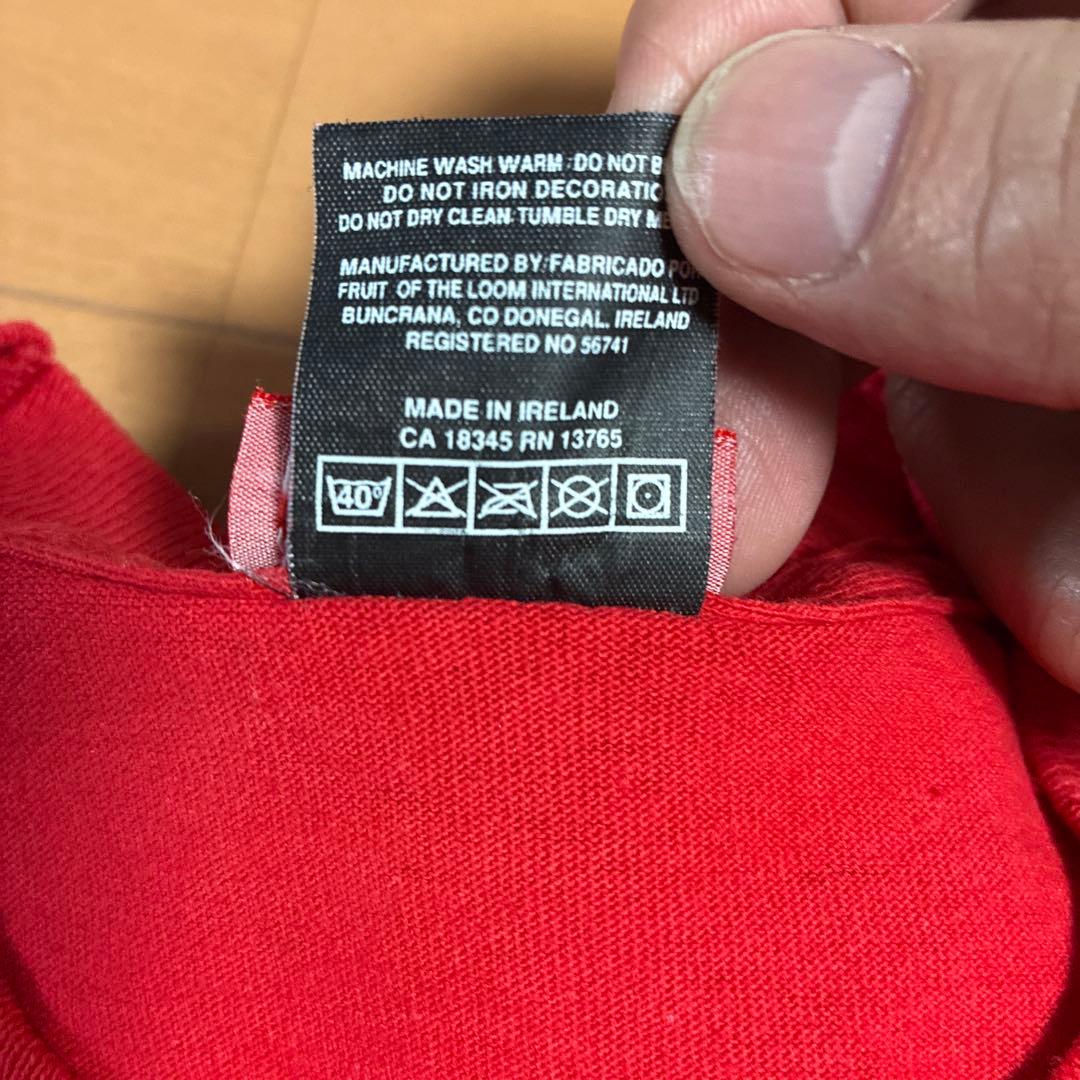 MACHINE WASH WARM DO NOT
DO NOT IRON
DO NOT DRY CLEAN TUMBLE DRY
MANUFACTURED BY/FABRICADO POR
FRUIT OF THE LOOM INTERNATIONAL LTD
BUNCRANA, CO DONEGAL. IRELAND
REGISTERED NO 56741
MADE IN IRELAND
CA 18345 RN 13765
40°